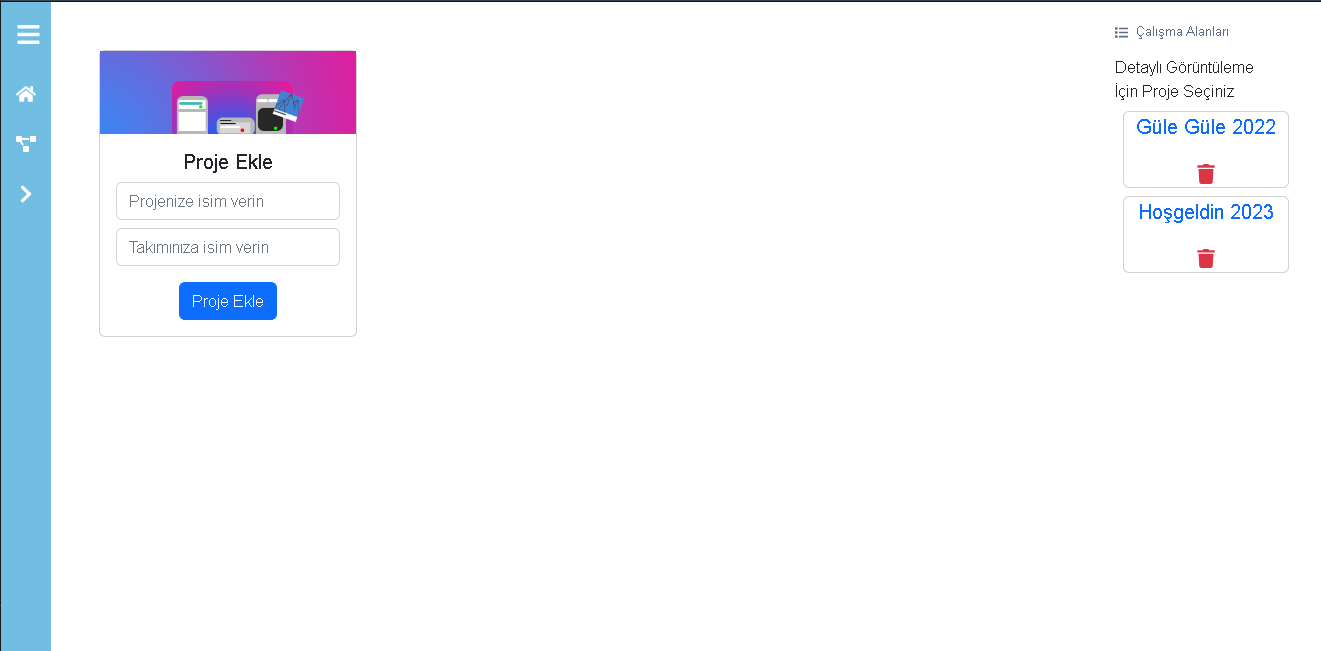 Proje Ekle
Projenize isim verin
Takımınıza isim verin
Proje Ekle
Çalışma Alanları
Detaylı Görüntüleme
İçin Proje Seçiniz
Güle Güle 2022
Hoşgeldin 2023